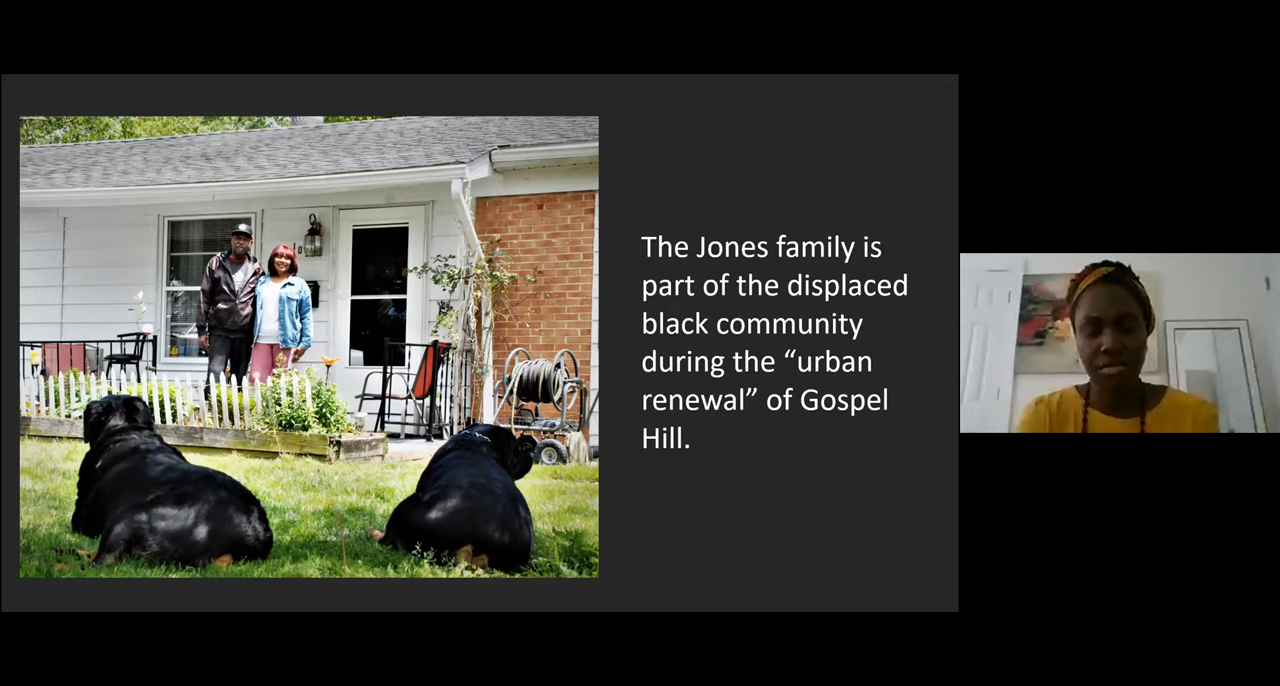 The Jones family is
part of the displaced
black community
during the “urban
renewal” of Gospel
Hill.